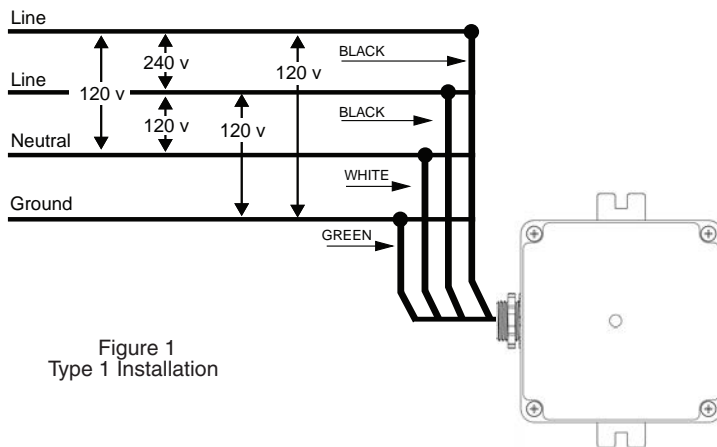 Line
BLACK
240 v
120 v
Line
120 v
BLACK
120 v
120 v
Neutral
WHITE
Ground
GREEN
Figure 1
Type 1 Installation